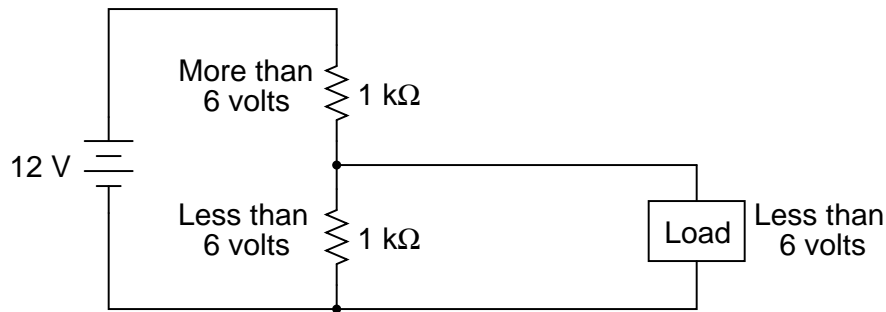 More than
6 volts
1 kΩ
12 V
Less than
6 volts
1 kΩ
Load
Less than
6 volts